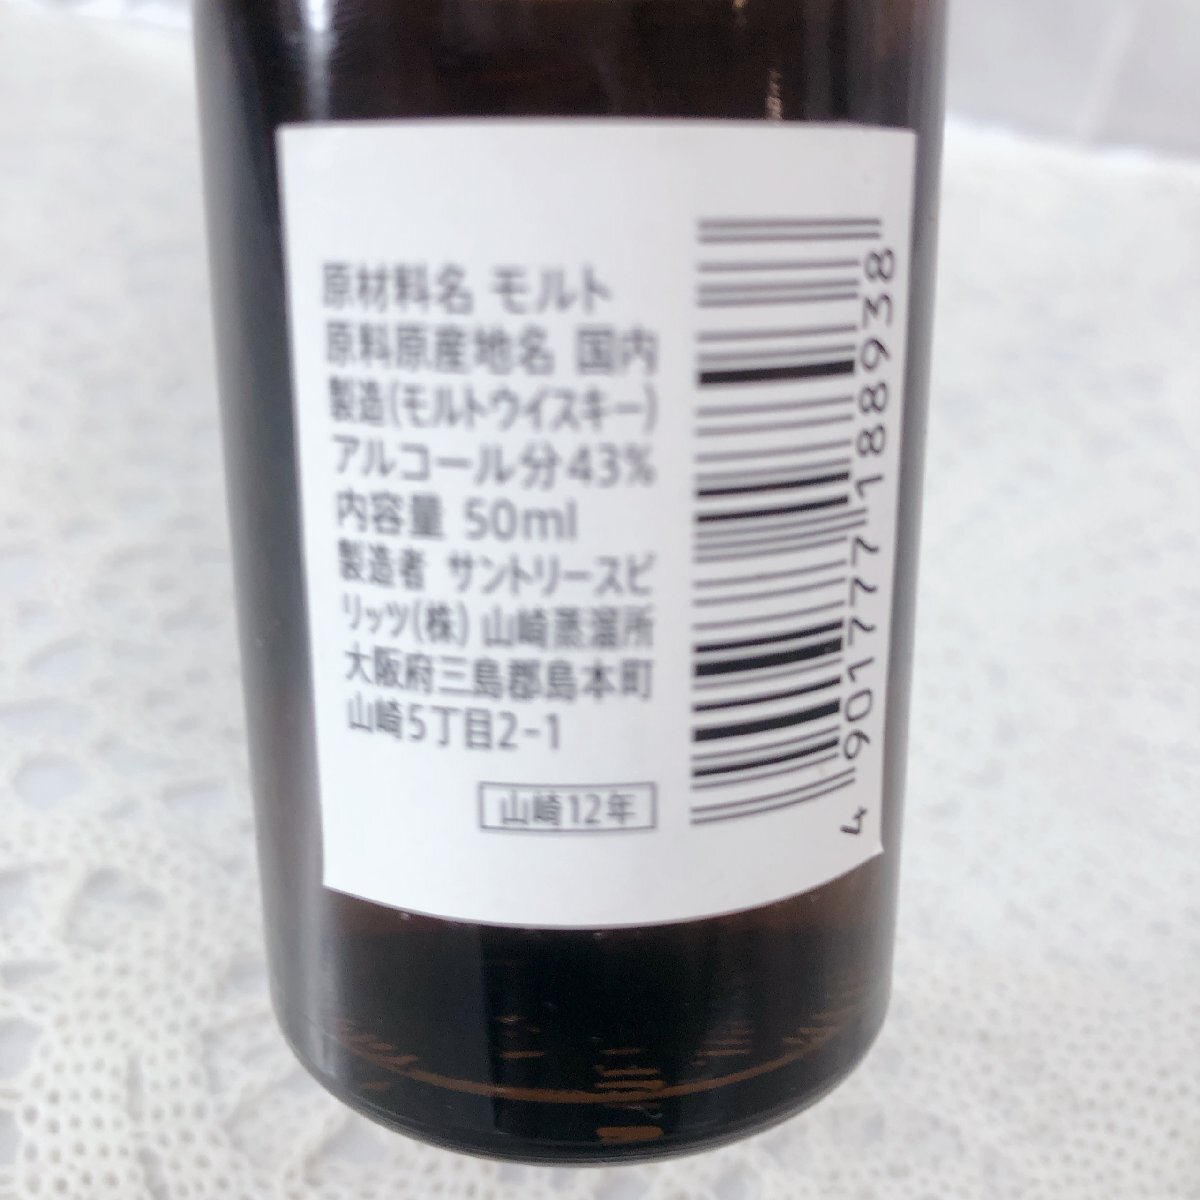 原材料名 モルト
原料原産地名 国内
製造(モルトウイスキー)
アルコール分43%
内容量 50ml
製造者 サントリースピ
リッツ(株) 山崎蒸溜所
大阪府三島郡島本町
山崎5丁目2-1
山崎12年
4 901777 188938